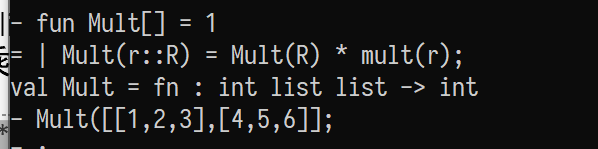 - fun Mult[] = 1
= | Mult(r::R) = Mult(R) * mult(r);
val Mult = fn : int list list -> int
- Mult([[1,2,3],[4,5,6]];